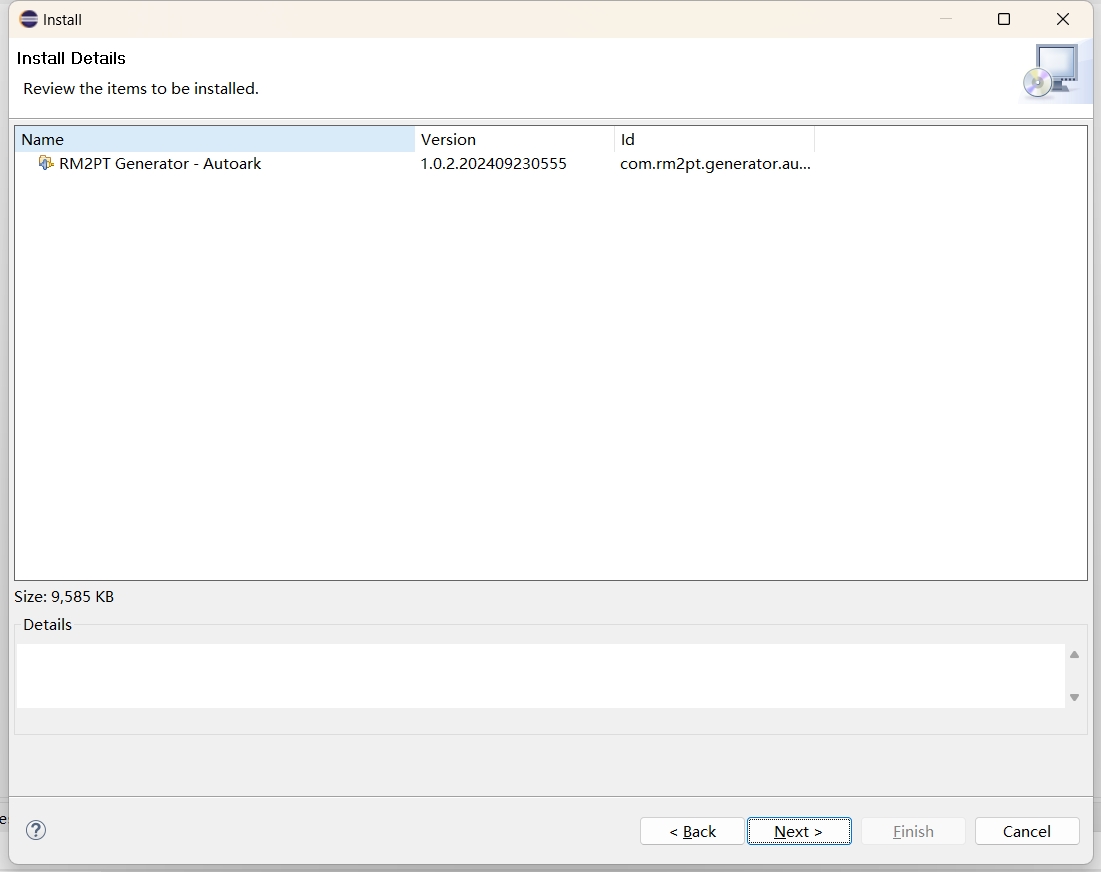 Install
Install Details
Review the items to be installed.
Name Version Id
RM2PT Generator - Autoark 1.0.2.202409230555 com.rm2pt.generator.au...
Size: 9,585 KB
Details
< Back Next > Finish Cancel